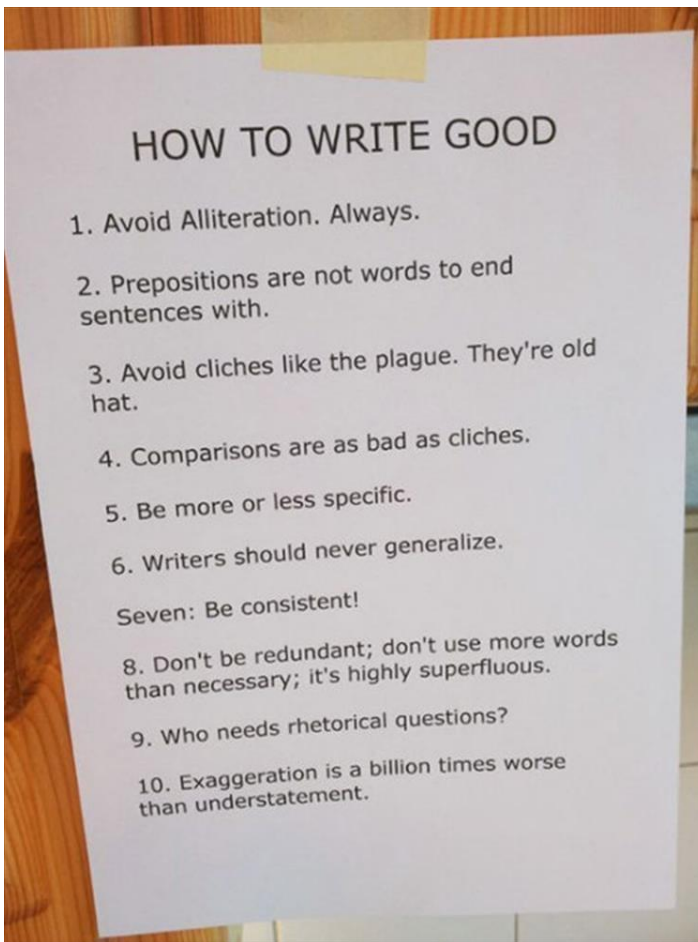 HOW TO WRITE GOOD
1. Avoid Alliteration. Always.
2. Prepositions are not words to end
sentences with.
3. Avoid cliches like the plague. They're old
hat.
4. Comparisons are as bad as cliches.
5. Be more or less specific.
6. Writers should never generalize.
Seven: Be consistent!
8. Don't be redundant; don't use more words
than necessary; it's highly superfluous.
9. Who needs rhetorical questions?
10. Exaggeration is a billion times worse
than understatement.